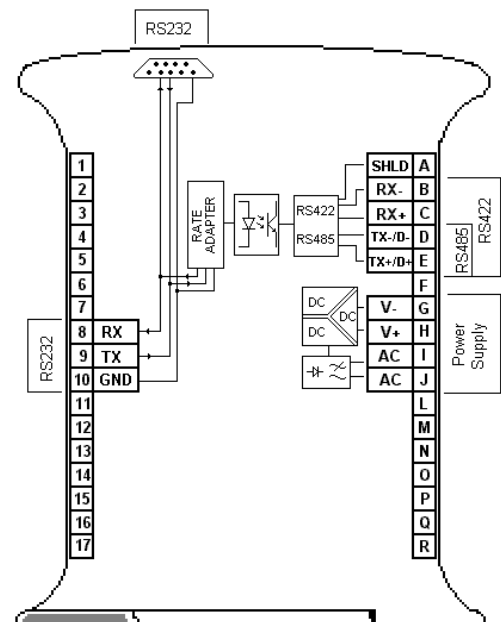 RS232
1
2
3
4
5
6
7
8 RX
9 TX
10 GND
11
12
13
14
15
16
17
RS232
RATE ADAPTER
RS422
RS485
DC
DC
DC
SHLD A
RX- B
RX+ C
TX-/D- D
TX+/D+ E
F
V- G
V+ H
AC I
AC J
L
M
N
O
P
Q
R
RS485
RS422
Power Supply